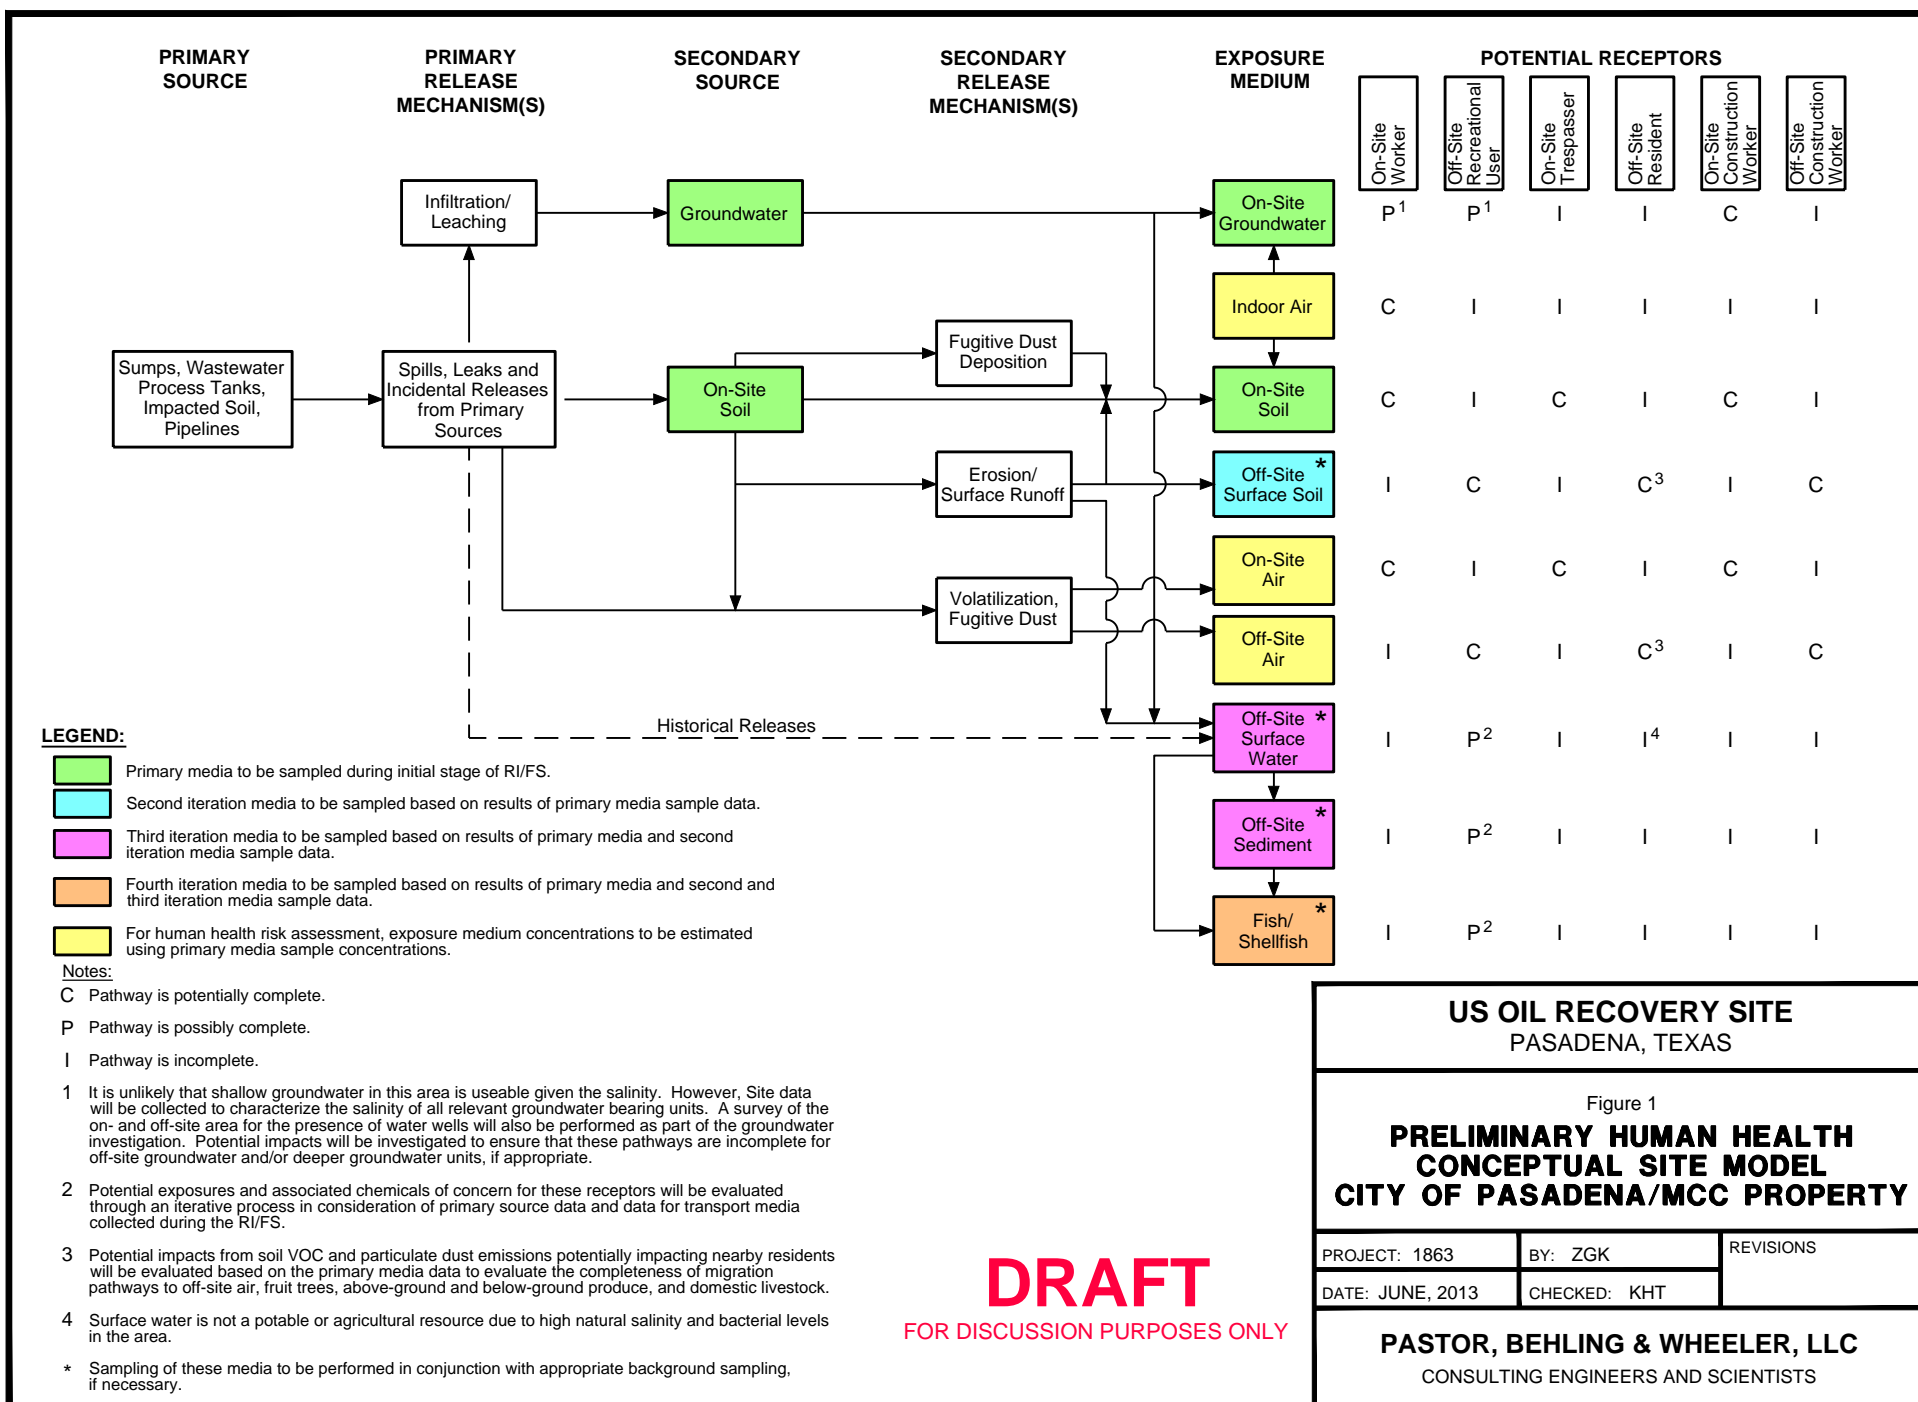 PRIMARY
SOURCE
PRIMARY
RELEASE
MECHANISM(S)
SECONDARY
SOURCE
SECONDARY
RELEASE
MECHANISM(S)
EXPOSURE
MEDIUM
POTENTIAL RECEPTORS
On-Site
Worker
Off-Site
Recreational
User
On-Site
Trespasser
Off-Site
Resident
On-Site
Construction
Worker
Off-Site
Construction
Worker
Infiltration/
Leaching
Groundwater
On-Site
Groundwater
P1 P1 I I C I
Indoor Air
C I I I I I
Fugitive Dust
Deposition
Sumps, Wastewater
Process Tanks,
Impacted Soil,
Pipelines
Spills, Leaks and
Incidental Releases
from Primary
Sources
On-Site
Soil
On-Site
Soil
C I C I C I
Erosion/
Surface Runoff
Off-Site *
Surface Soil
I C I C3 I C
Volatilization,
Fugitive Dust
On-Site
Air
C I C I C I
Off-Site
Air
I C I C3 I C
Historical Releases
Off-Site *
Surface
Water
I P2 I I4 I I
Off-Site *
Sediment
I P2 I I I I
Fish/ *
Shellfish
I P2 I I I I
LEGEND:
Primary media to be sampled during initial stage of RI/FS.
Second iteration media to be sampled based on results of primary media sample data.
Third iteration media to be sampled based on results of primary media and second
iteration media sample data.
Fourth iteration media to be sampled based on results of primary media and second and
third iteration media sample data.
For human health risk assessment, exposure medium concentrations to be estimated
using primary media sample concentrations.
Notes:
C Pathway is potentially complete.
P Pathway is possibly complete.
I Pathway is incomplete.
1 It is unlikely that shallow groundwater in this area is useable given the salinity. However, Site data
will be collected to characterize the salinity of all relevant groundwater bearing units. A survey of the
on- and off-site area for the presence of water wells will also be performed as part of the groundwater
investigation. Potential impacts will be investigated to ensure that these pathways are incomplete for
off-site groundwater and/or deeper groundwater units, if appropriate.
2 Potential exposures and associated chemicals of concern for these receptors will be evaluated
through an iterative process in consideration of primary source data and data for transport media
collected during the RI/FS.
3 Potential impacts from soil VOC and particulate dust emissions potentially impacting nearby residents
will be evaluated based on the primary media data to evaluate the completeness of migration
pathways to off-site air, fruit trees, above-ground and below-ground produce, and domestic livestock.
4 Surface water is not a potable or agricultural resource due to high natural salinity and bacterial levels
in the area.
* Sampling of these media to be performed in conjunction with appropriate background sampling,
if necessary.
DRAFT
FOR DISCUSSION PURPOSES ONLY
US OIL RECOVERY SITE
PASADENA, TEXAS
Figure 1
PRELIMINARY HUMAN HEALTH
CONCEPTUAL SITE MODEL
CITY OF PASADENA/MCC PROPERTY
PROJECT: 1863 BY: ZGK REVISIONS
DATE: JUNE, 2013 CHECKED: KHT
PASTOR, BEHLING & WHEELER, LLC
CONSULTING ENGINEERS AND SCIENTISTS